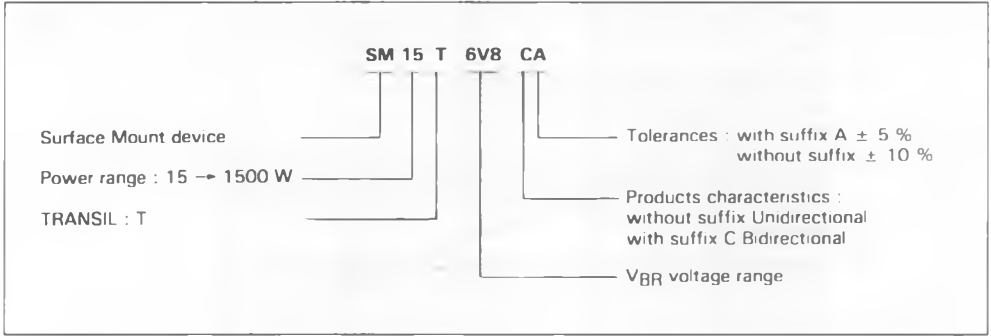 SM 15 T 6V8 CA
Surface Mount device
Power range : 15 → 1500 W
TRANSIL : T
Tolerances : with suffix A ± 5 %
without suffix ± 10 %
Products characteristics :
without suffix Unidirectional
with suffix C Bidirectional
VBR voltage range